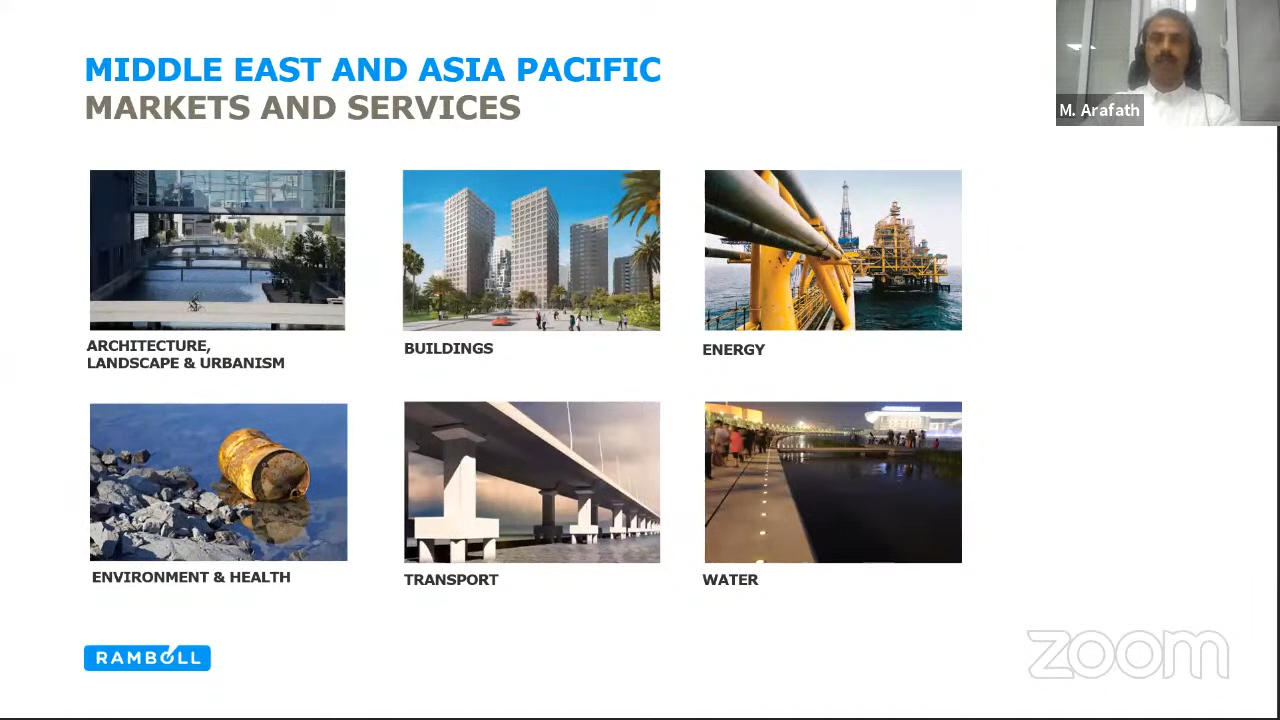 MIDDLE EAST AND ASIA PACIFIC
MARKETS AND SERVICES
M. Arafath
ARCHITECTURE,
LANDSCAPE & URBANISM
BUILDINGS
ENERGY
ENVIRONMENT & HEALTH
TRANSPORT
WATER
RAMBOLL
zoom